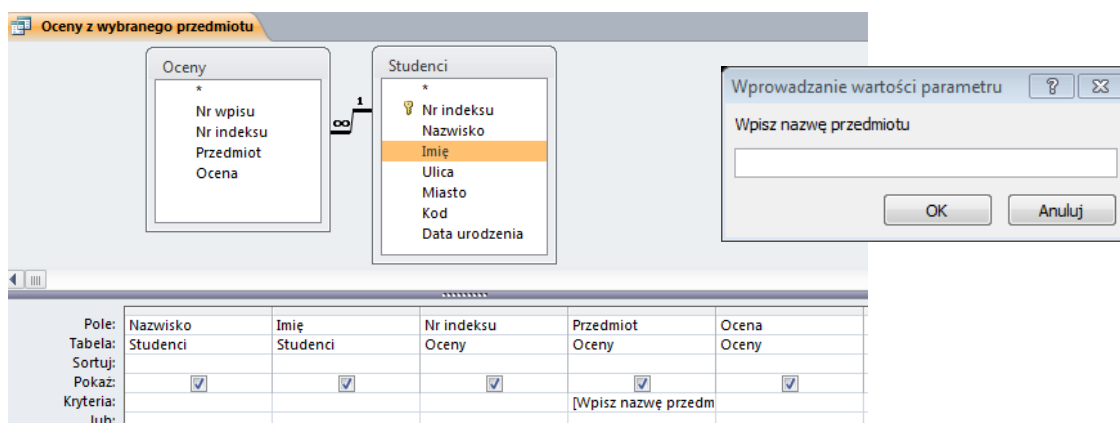 Oceny z wybranego przedmiotu
Oceny
*
Nr wpisu
Nr indeksu
Przedmiot
Ocena
∞ 1
Studenci
*
Nr indeksu
Nazwisko
Imię
Ulica
Miasto
Kod
Data urodzenia
Wprowadzanie wartości parametru ?
Wpisz nazwę przedmiotu
OK Anuluj
Pole: Nazwisko Imię Nr indeksu Przedmiot Ocena
Tabela: Studenci Studenci Oceny Oceny Oceny
Sortuj:
Pokaż:
Kryteria: [Wpisz nazwę przedm
lub: